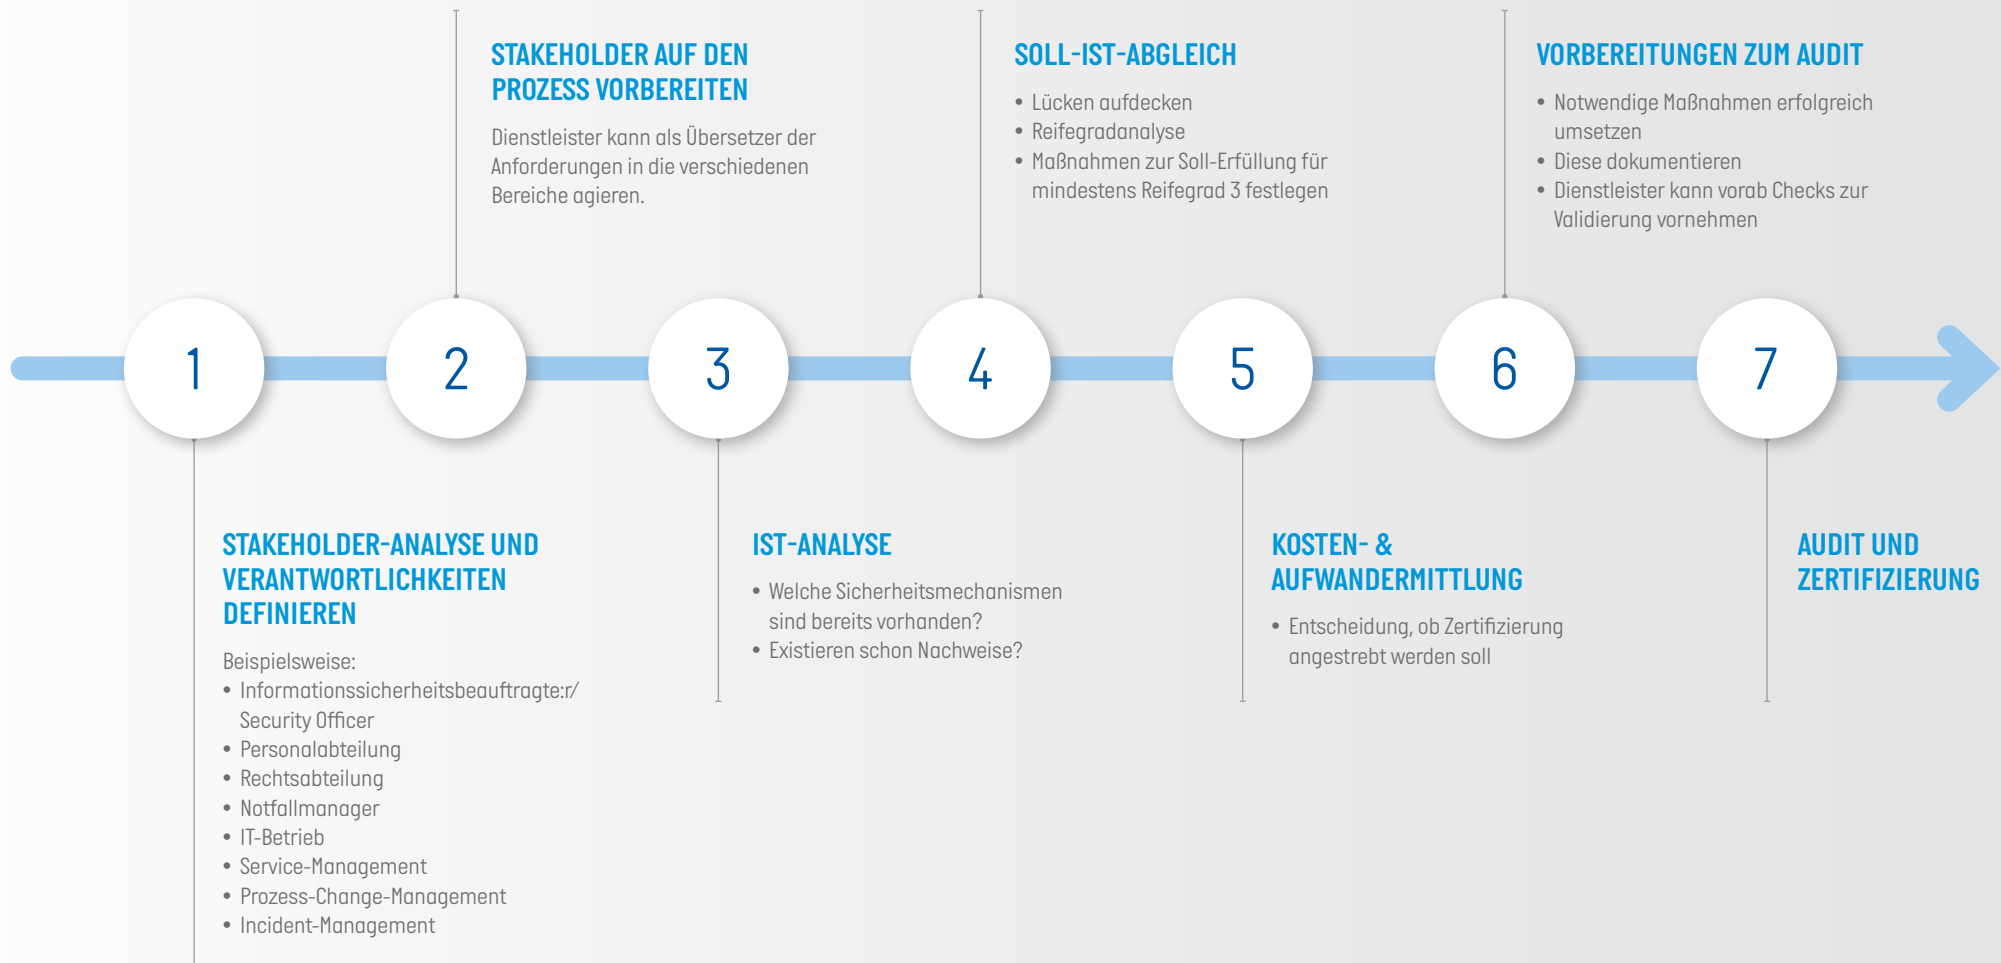 STAKEHOLDER AUF DEN
PROZESS VORBEREITEN
Dienstleister kann als Übersetzer der
Anforderungen in die verschiedenen
Bereiche agieren.
SOLL-IST-ABGLEICH
• Lücken aufdecken
• Reifegradanalyse
• Maßnahmen zur Soll-Erfüllung für
mindestens Reifegrad 3 festlegen
VORBEREITUNGEN ZUM AUDIT
• Notwendige Maßnahmen erfolgreich
umsetzen
• Diese dokumentieren
• Dienstleister kann vorab Checks zur
Validierung vornehmen
1
2
3
4
5
6
7
STAKEHOLDER-ANALYSE UND
VERANTWORTLICHKEITEN
DEFINIEREN
Beispielsweise:
• Informationssicherheitsbeauftragte:r/
Security Officer
• Personalabteilung
• Rechtsabteilung
• Notfallmanager
• IT-Betrieb
• Service-Management
• Prozess-Change-Management
• Incident-Management
IST-ANALYSE
• Welche Sicherheitsmechanismen
sind bereits vorhanden?
• Existieren schon Nachweise?
KOSTEN- &
AUFWANDERMITTLUNG
• Entscheidung, ob Zertifizierung
angestrebt werden soll
AUDIT UND
ZERTIFIZIERUNG